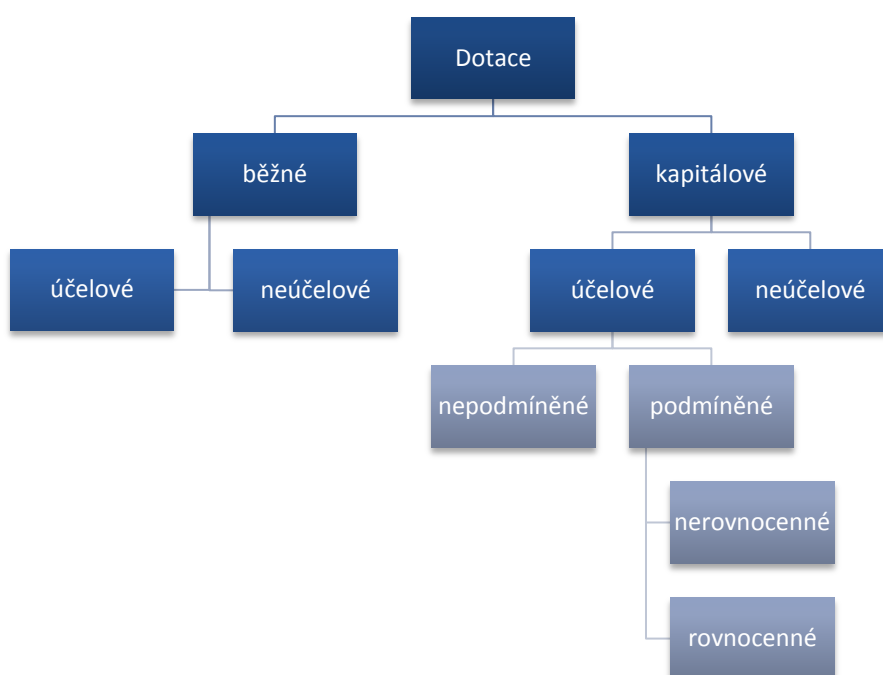 Dotace
běžné
kapitálové
účelové
neúčelové
účelové
neúčelové
nepodmíněné
podmíněné
nerovnocenné
rovnocenné